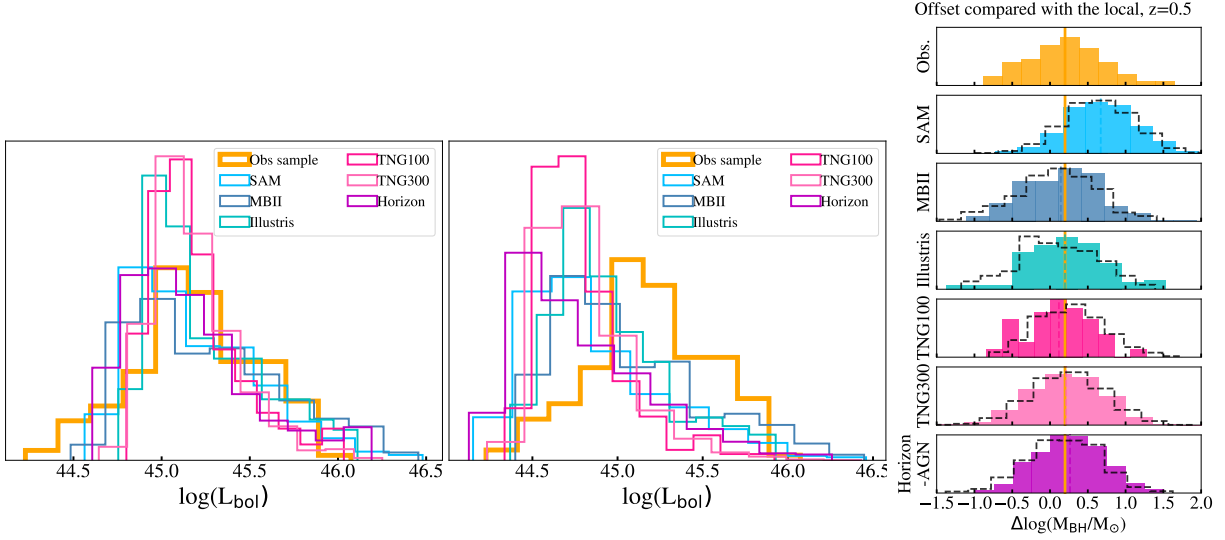 Offset compared with the local, z=0.5
Obs.
SAM
MBII
Illustris
TNG100
TNG300
Horizon
-AGN
−1.5 −1.0 −0.5 0.0 0.5 1.0 1.5 2.0
Δlog(M_BH/M_⊙)
Obs sample
SAM
MBII
Illustris
TNG100
TNG300
Horizon
44.5 45.0 45.5 46.0 46.5
log(L_bol)
Obs sample
SAM
MBII
Illustris
TNG100
TNG300
Horizon
44.5 45.0 45.5 46.0 46.5
log(L_bol)